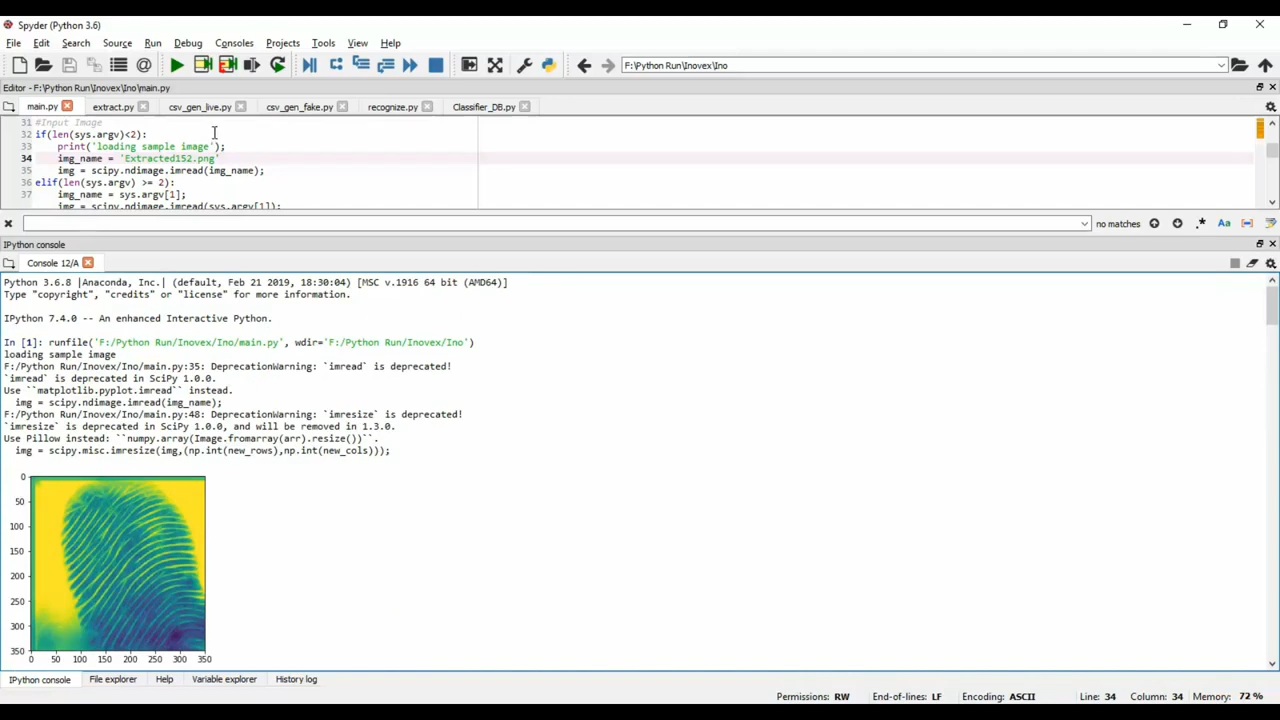 Spyder (Python 3.6)
File Edit Search Source Run Debug Consoles Projects Tools View Help
F:\Python Run\Inovex\Ino
Editor - F:\Python Run\Inovex\Ino\main.py
main.py extract.py csv_gen_live.py csv_gen_fake.py recognize.py Classifier_DB.py
31 #Input Image
32 if(len(sys.argv)<2):
33 print('loading sample image');
34 img_name = 'Extracted152.png'
35 img = scipy.ndimage.imread(img_name);
36 elif(len(sys.argv) >= 2):
37 img_name = sys.argv[1];
img = scipy.ndimage.imread(sys.argv[1]);
no matches
Aa
IPython console
Console 12/A
Python 3.6.8 |Anaconda, Inc.| (default, Feb 21 2019, 18:30:04) [MSC v.1916 64 bit (AMD64)]
Type "copyright", "credits" or "license" for more information.
IPython 7.4.0 -- An enhanced Interactive Python.
In [1]: runfile('F:/Python Run/Inovex/Ino/main.py', wdir='F:/Python Run/Inovex/Ino')
loading sample image
F:/Python Run/Inovex/Ino/main.py:35: DeprecationWarning: `imread` is deprecated!
`imread` is deprecated in SciPy 1.0.0.
Use ``matplotlib.pyplot.imread`` instead.
img = scipy.ndimage.imread(img_name);
F:/Python Run/Inovex/Ino/main.py:48: DeprecationWarning: `imresize` is deprecated!
`imresize` is deprecated in SciPy 1.0.0, and will be removed in 1.3.0.
Use Pillow instead: ``numpy.array(Image.fromarray(arr).resize())``.
img = scipy.misc.imresize(img,(np.int(new_rows),np.int(new_cols)));
0
50
100
150
200
250
300
350
0 50 100 150 200 250 300 350
IPython console File explorer Help Variable explorer History log
Permissions: RW End-of-lines: LF Encoding: ASCII Line: 34 Column: 34 Memory: 72 %